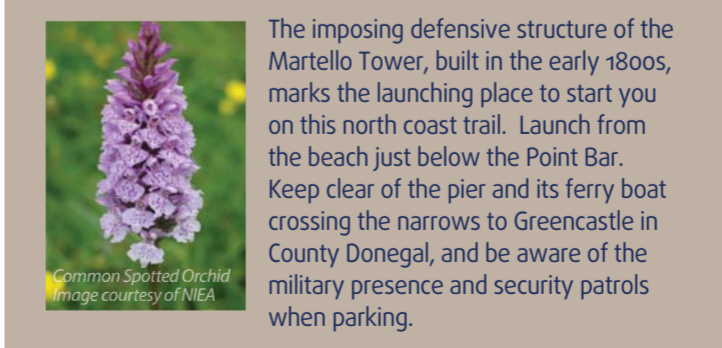 The imposing defensive structure of the
Martello Tower, built in the early 1800s,
marks the launching place to start you
on this north coast trail.  Launch from
the beach just below the Point Bar.
Keep clear of the pier and its ferry boat
crossing the narrows to Greencastle in
County Donegal, and be aware of the
military presence and security patrols
when parking.
Common Spotted Orchid
Image courtesy of NIEA